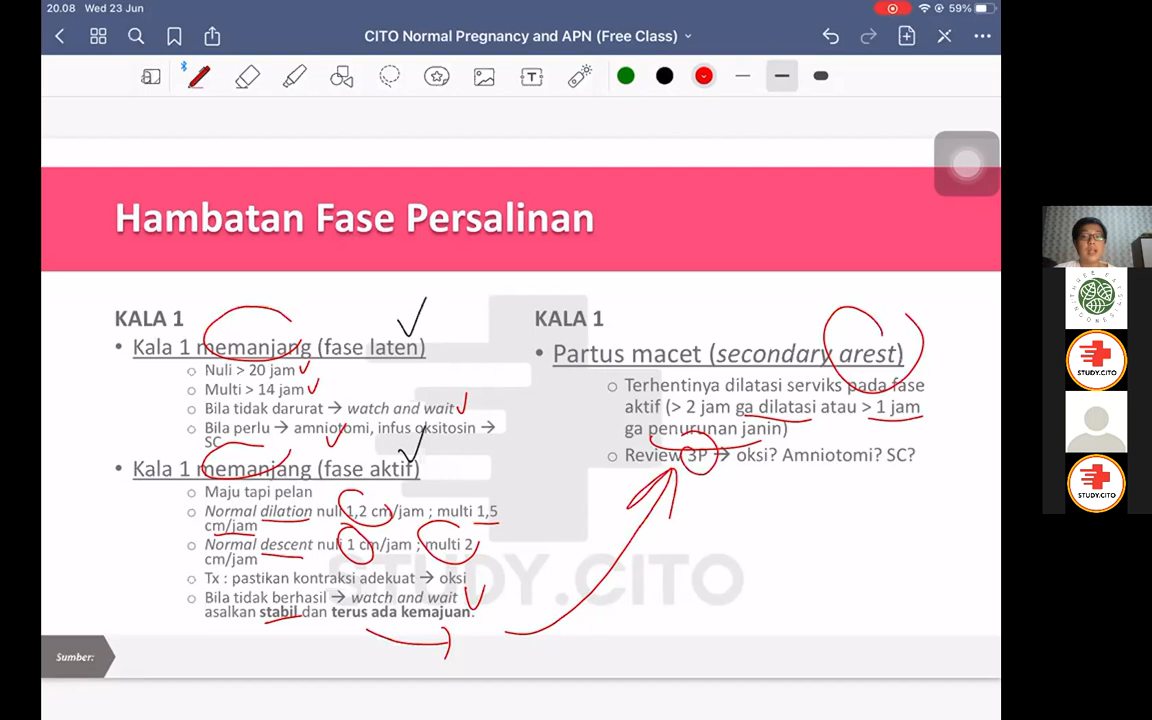 20.08 Wed 23 Jun
59%
CITO Normal Pregnancy and APN (Free Class)
Hambatan Fase Persalinan
KALA 1
• Kala 1 memanjang (fase laten)
○ Nuli > 20 jam
○ Multi > 14 jam
○ Bila tidak darurat → watch and wait
○ Bila perlu → amniotomi, infus oksitosin →
SC
• Kala 1 memanjang (fase aktif)
○ Maju tapi pelan
○ Normal dilation nuli 1,2 cm/jam ; multi 1,5
cm/jam
○ Normal descent nuli 1 cm/jam ; multi 2
cm/jam
○ Tx : pastikan kontraksi adekuat → oksi
○ Bila tidak berhasil → watch and wait
asalkan stabil dan terus ada kemajuan.
KALA 1
• Partus macet (secondary arest)
○ Terhentinya dilatasi serviks pada fase
aktif (> 2 jam ga dilatasi atau > 1 jam
ga penurunan janin)
○ Review 3P → oksi? Amniotomi? SC?
STUDY.CITO
Sumber:
STUDY.CITO
STUDY.CITO